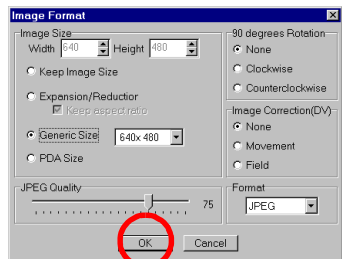 Image Format
Image Size
Width 640 Height 480
Keep Image Size
Expansion/Reductior
Keep aspect ratio
Generic Size 640x 480
PDA Size
90 degrees Rotation
None
Clockwise
Counterclockwise
Image Correction(DV)
None
Movement
Field
JPEG Quality
75
Format
JPEG
OK Cancel